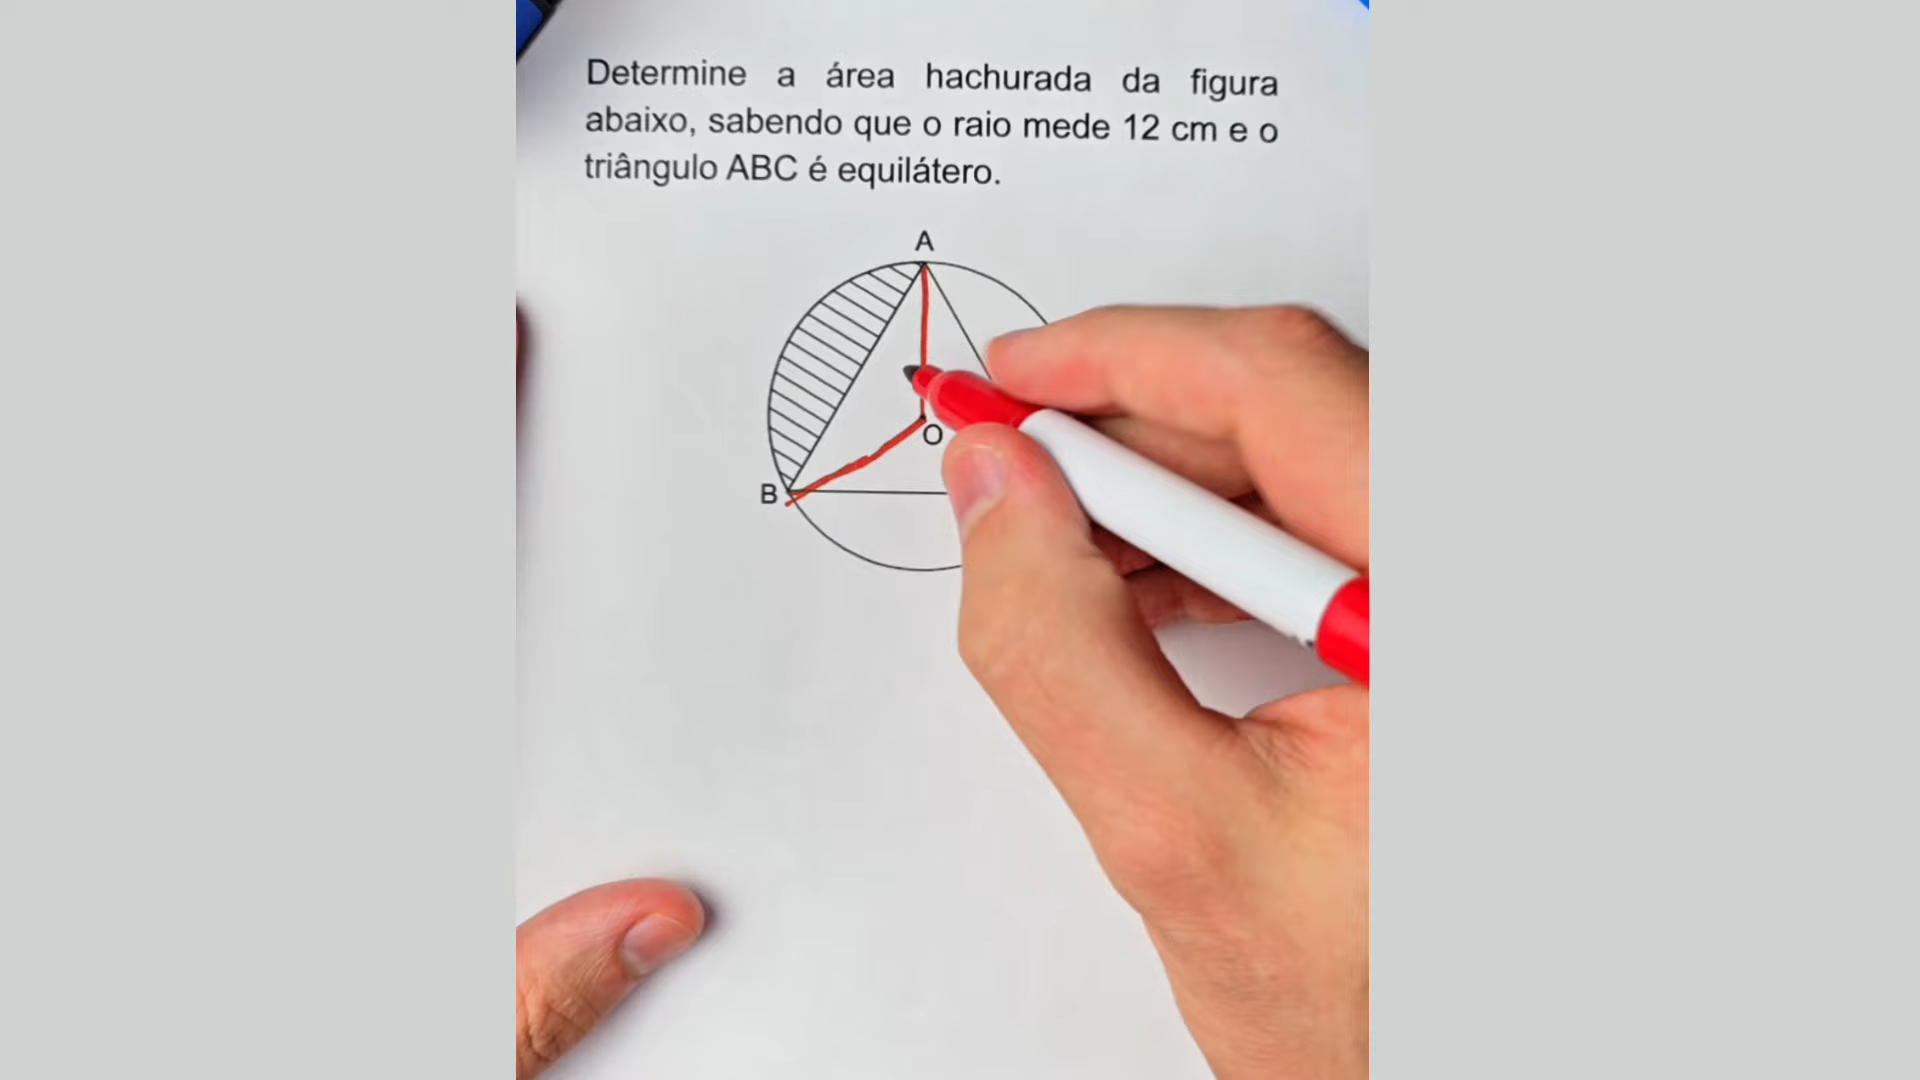 Determine a área hachurada da figura
abaixo, sabendo que o raio mede 12 cm e o
triângulo ABC é equilátero.
A
O
B